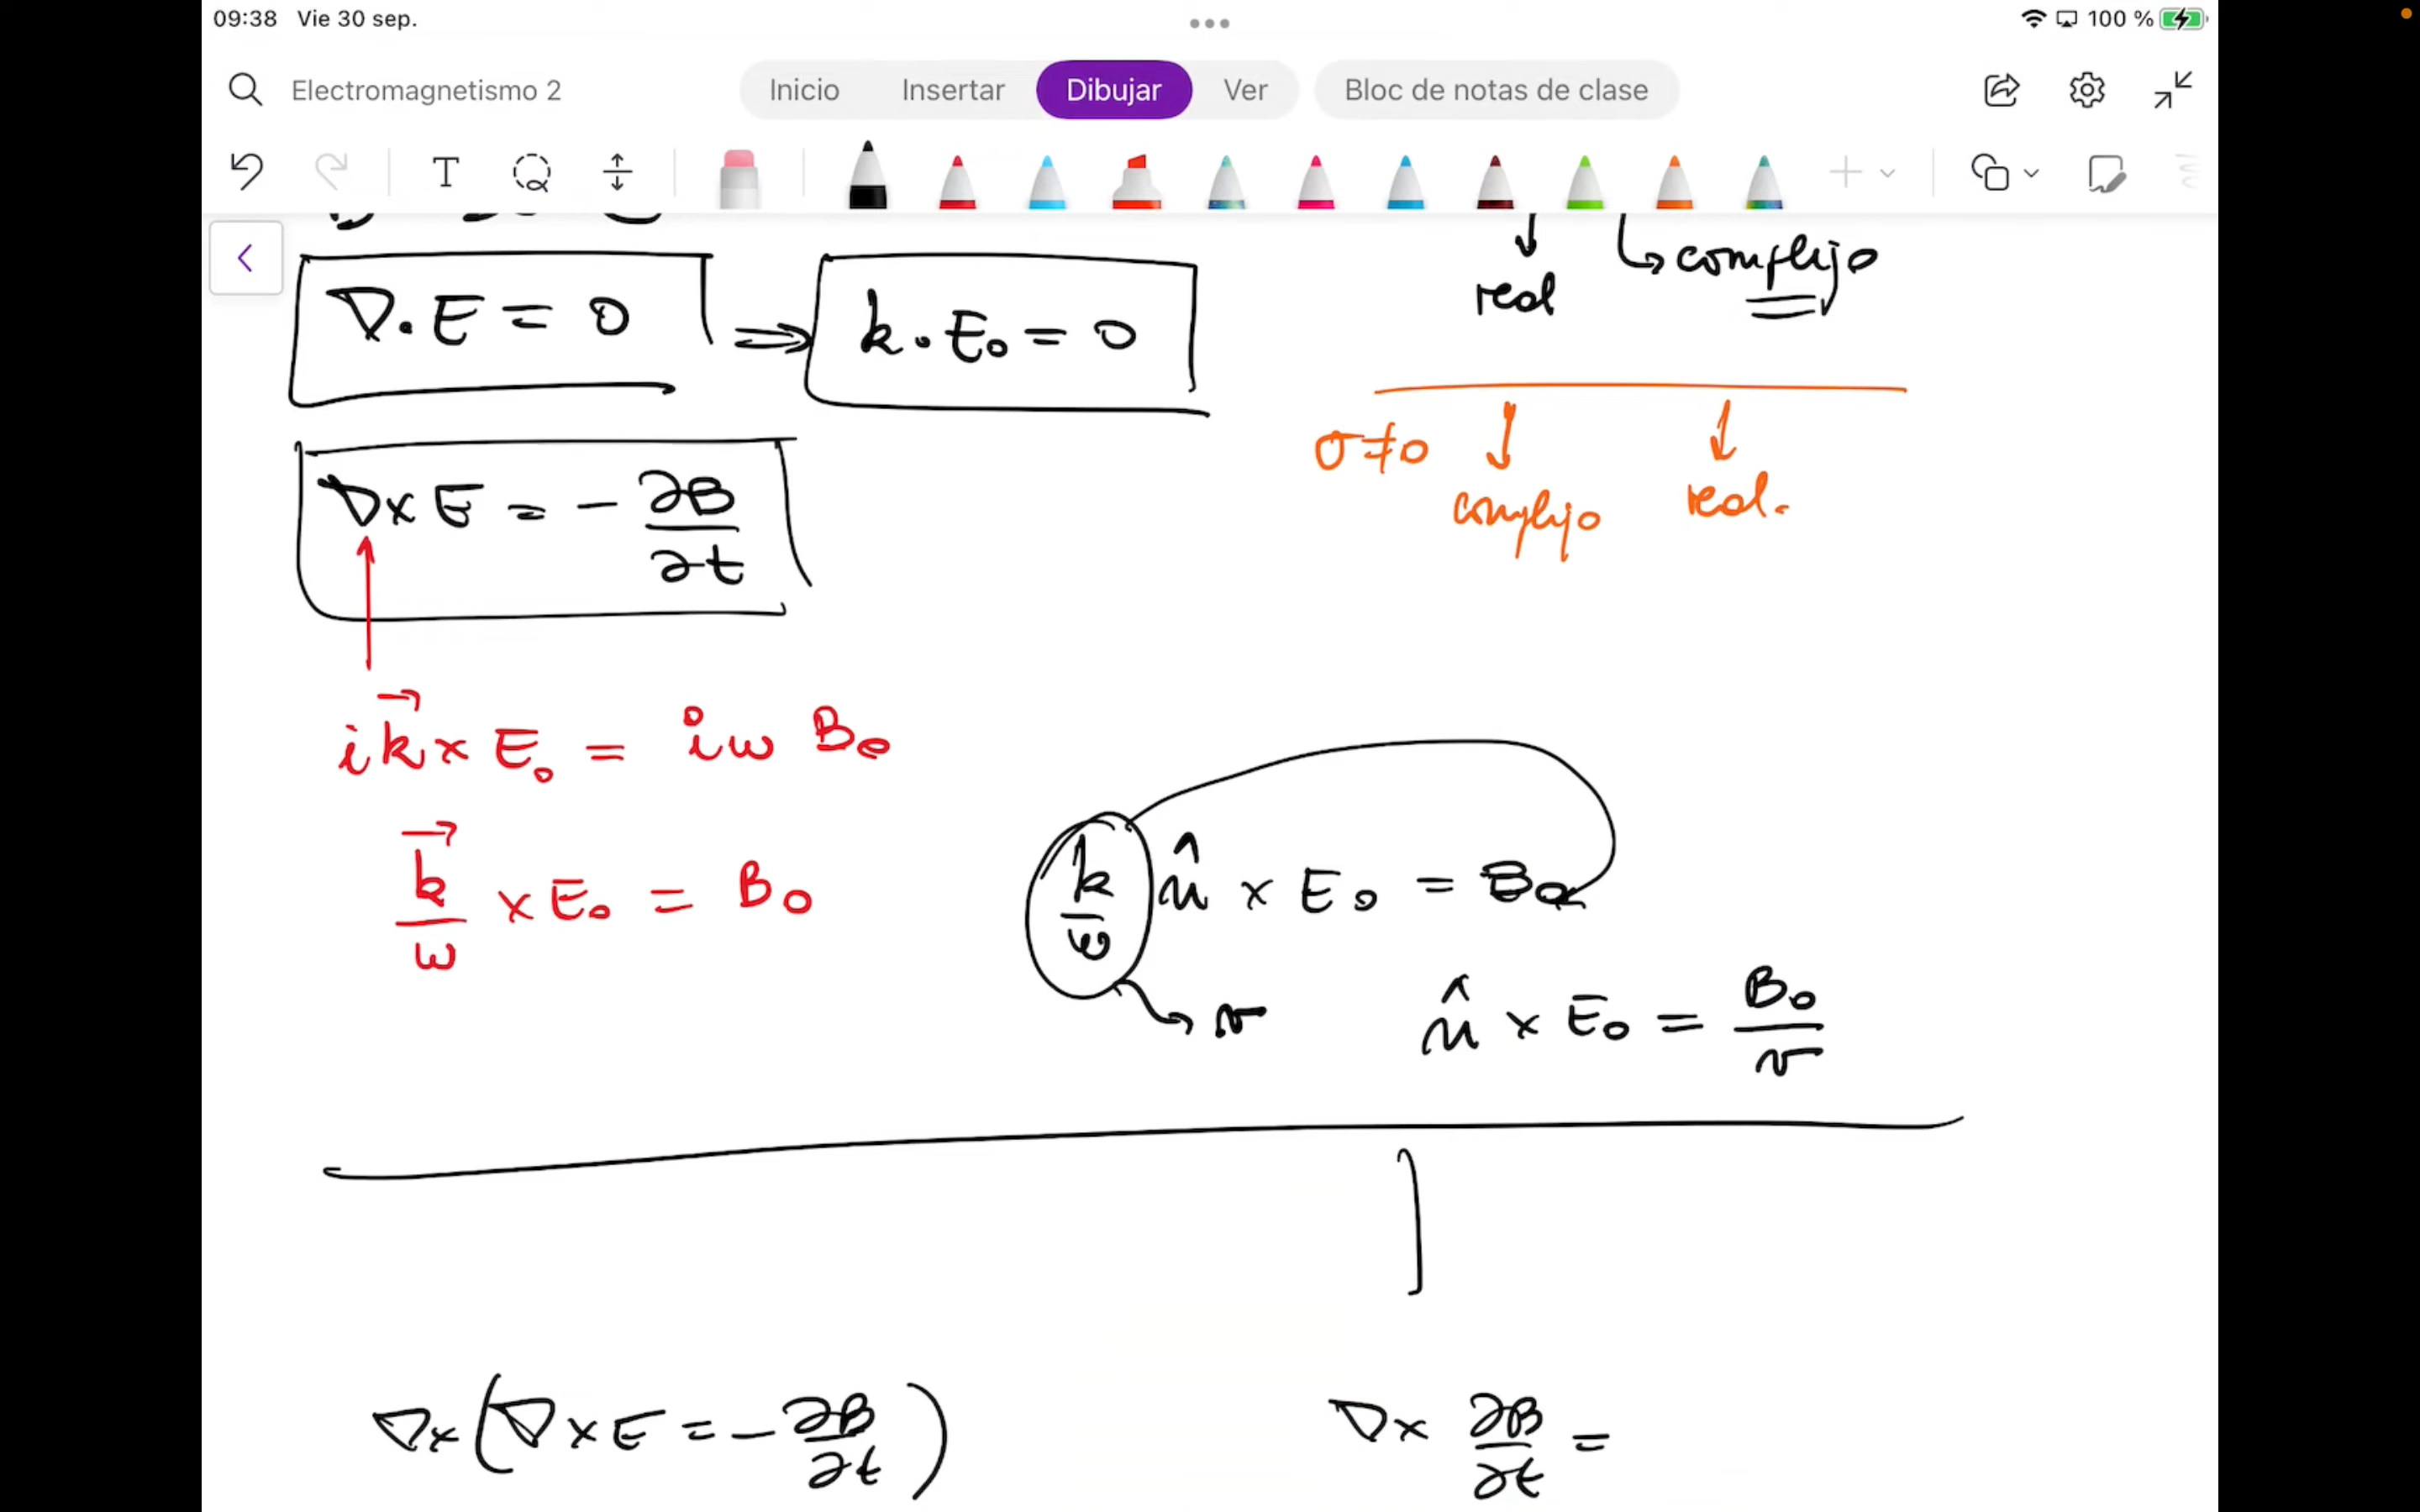 09:38 Vie 30 sep.
100 %
Electromagnetismo 2
Inicio Insertar Dibujar Ver Bloc de notas de clase
T
real complejo
∇·E = 0 ⇒ k·E₀ = 0
σ≠0 complejo real.
∇×E = -∂B/∂t
i k⃗ × E₀ = iω B₀
k⃗/ω × E₀ = B₀
k/ω n̂ × E₀ = B₀
v
n̂ × E₀ = B₀/v
∇×(∇×E = -∂B/∂t) ∇× ∂B/∂t =